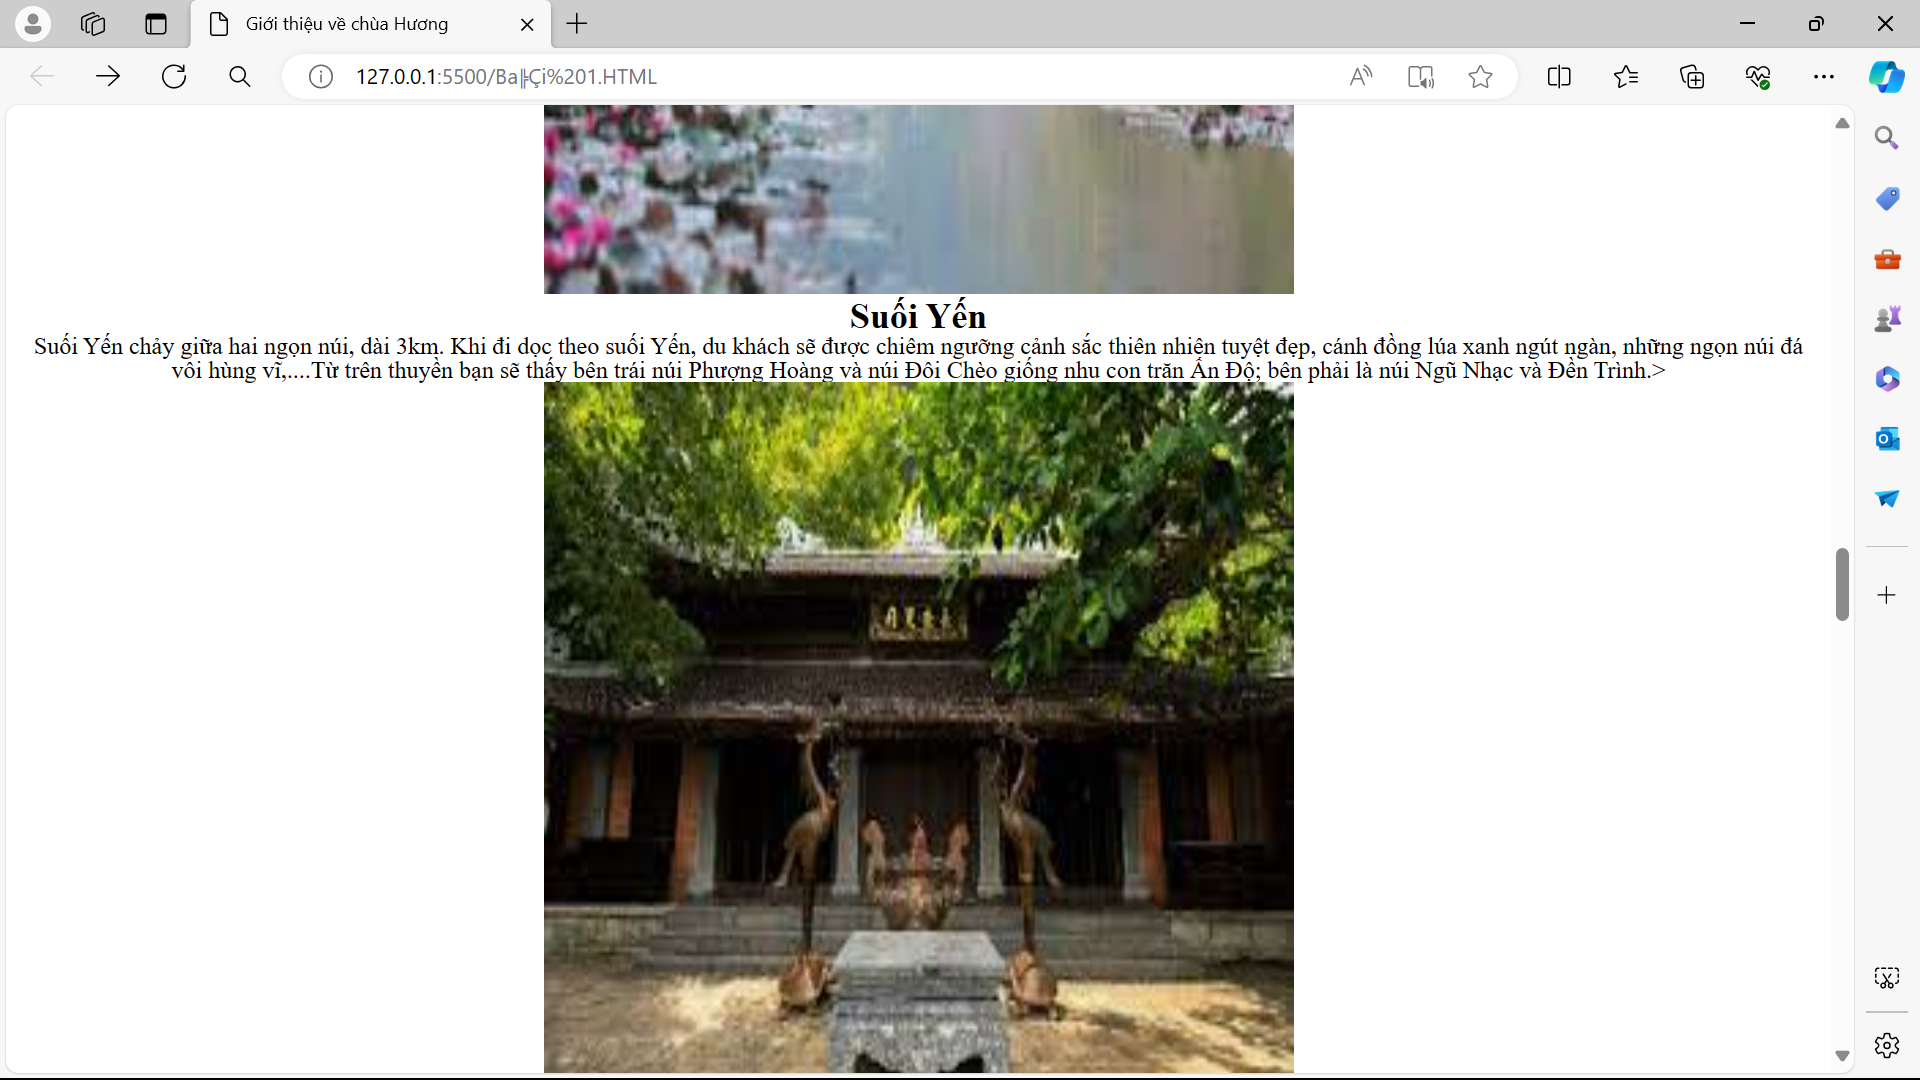 Giới thiệu về chùa Hương
127.0.0.1:5500/Ba╠Çi%201.HTML
Suối Yến
Suối Yến chảy giữa hai ngọn núi, dài 3km. Khi đi dọc theo suối Yến, du khách sẽ được chiêm ngưỡng cảnh sắc thiên nhiên tuyệt đẹp, cánh đồng lúa xanh ngút ngàn, những ngọn núi đá
vôi hùng vĩ,....Từ trên thuyền bạn sẽ thấy bên trái núi Phượng Hoàng và núi Đôi Chèo giống nhu con trăn Ấn Độ; bên phải là núi Ngũ Nhạc và Đền Trình.>